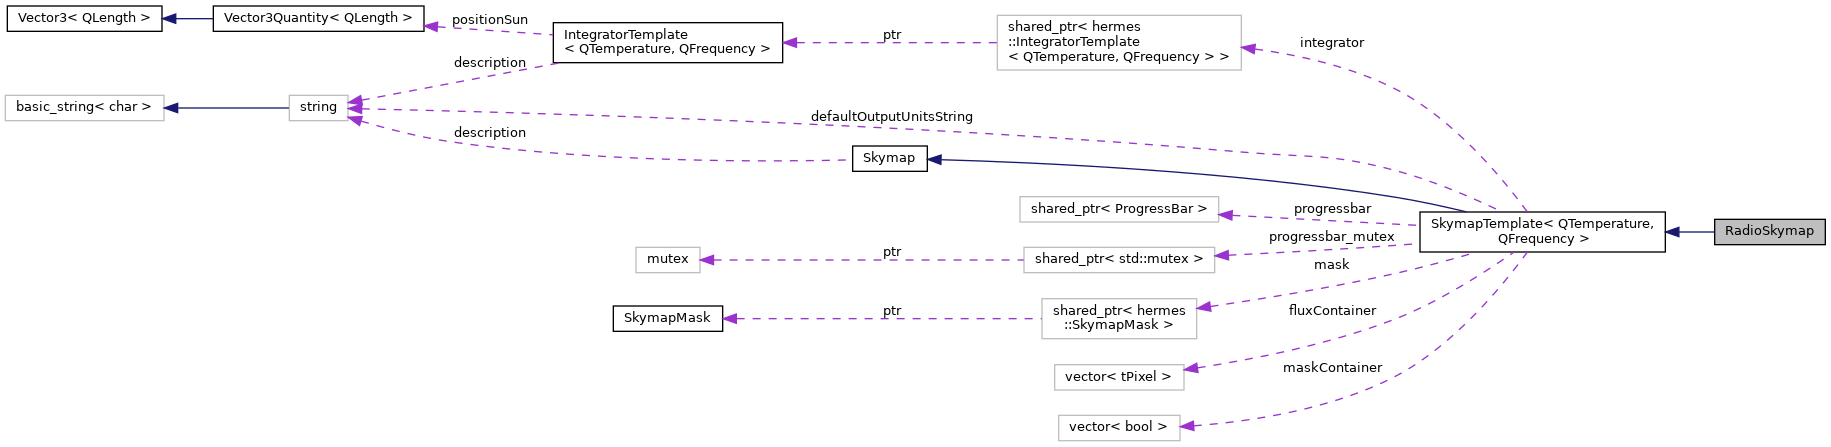 Vector3< QLength >
Vector3Quantity< QLength >
positionSun
IntegratorTemplate
< QTemperature, QFrequency >
ptr
shared_ptr< hermes
::IntegratorTemplate
< QTemperature, QFrequency > >
integrator
description
basic_string< char >
string
defaultOutputUnitsString
description
Skymap
shared_ptr< ProgressBar >
progressbar
SkymapTemplate< QTemperature,
QFrequency >
RadioSkymap
progressbar_mutex
mutex
ptr
shared_ptr< std::mutex >
mask
SkymapMask
ptr
shared_ptr< hermes
::SkymapMask >
fluxContainer
vector< tPixel >
maskContainer
vector< bool >